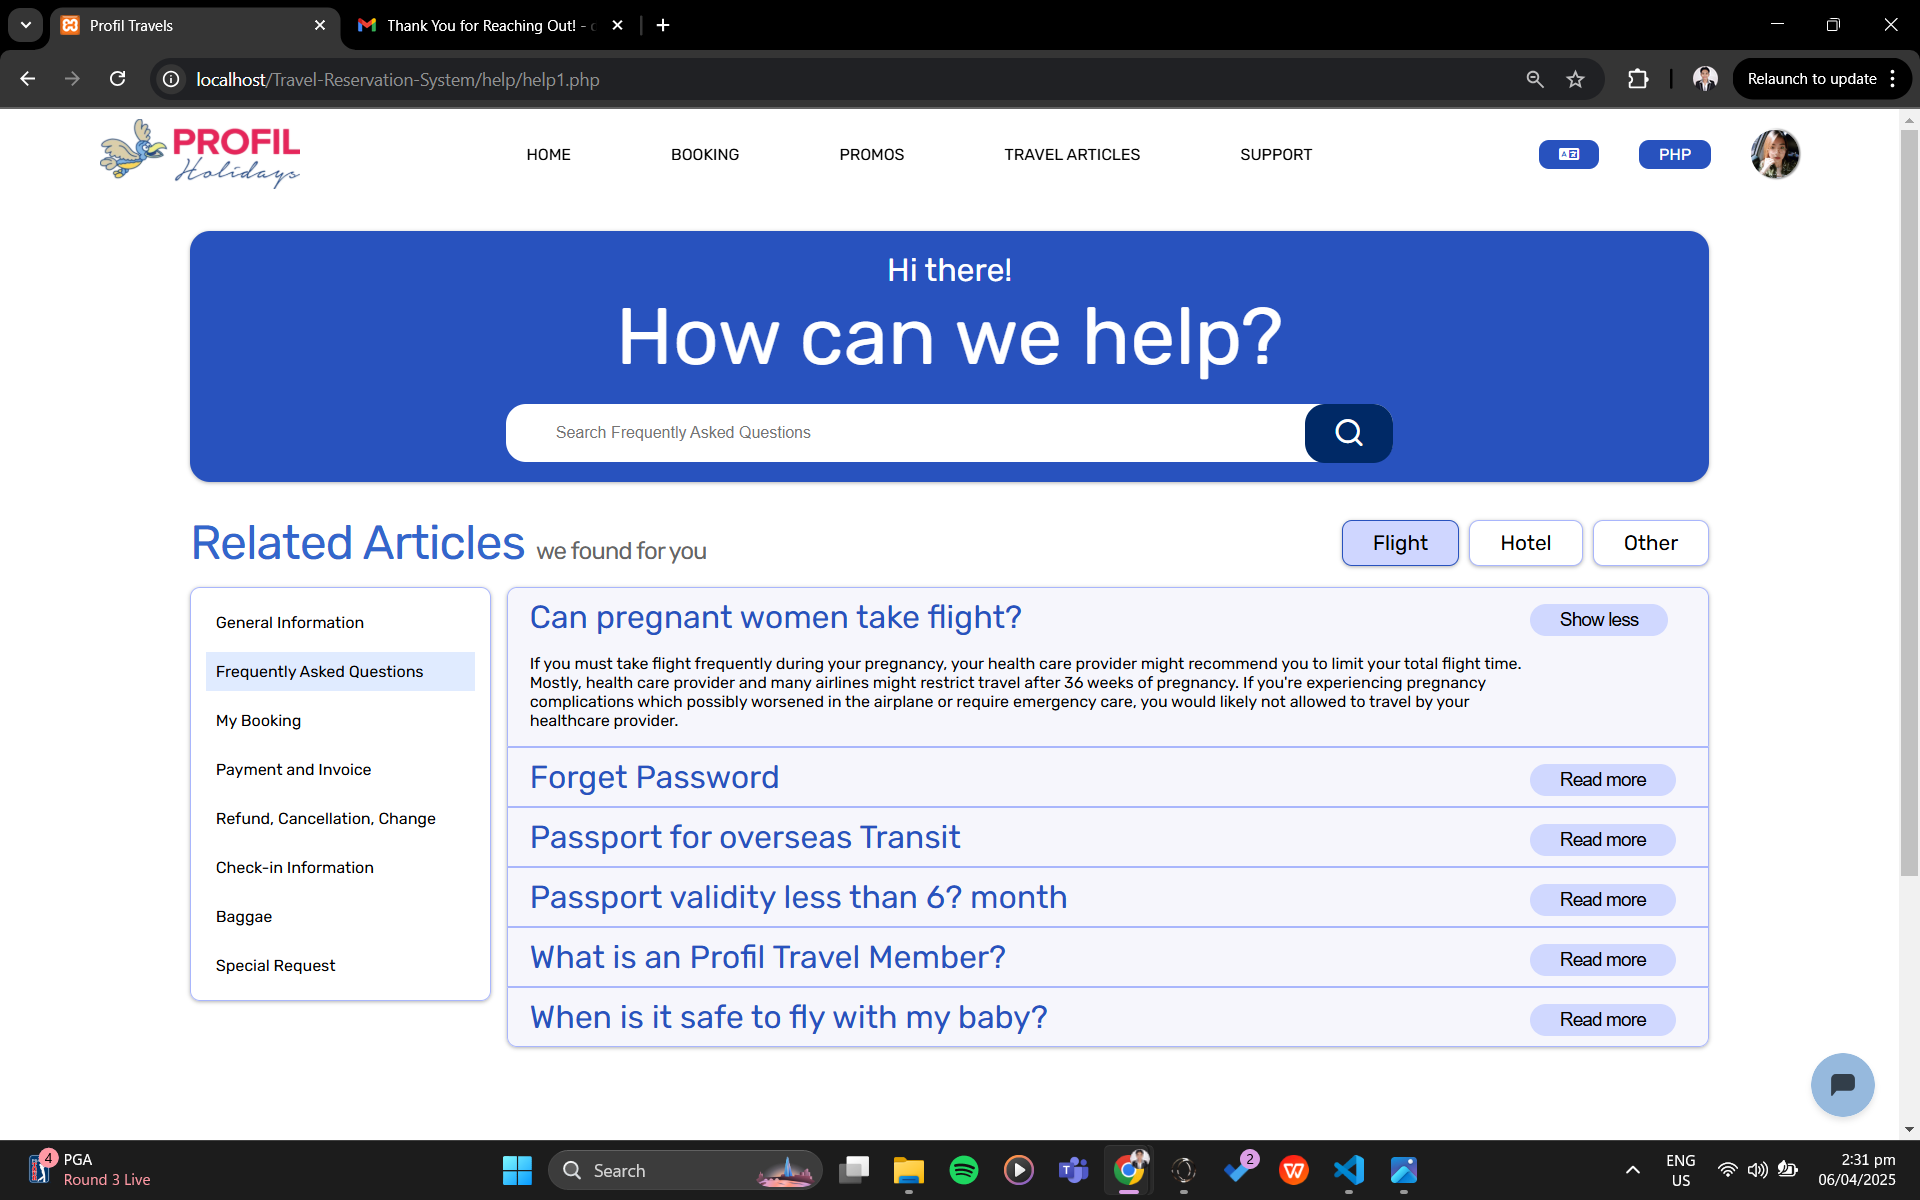 Profil Travels
Thank You for Reaching Out! -
localhost/Travel-Reservation-System/help/help1.php
Relaunch to update
PROFIL
Holidays
HOME
BOOKING
PROMOS
TRAVEL ARTICLES
SUPPORT
PHP
Hi there!
How can we help?
Search Frequently Asked Questions
Related Articles we found for you
Flight
Hotel
Other
General Information
Frequently Asked Questions
My Booking
Payment and Invoice
Refund, Cancellation, Change
Check-in Information
Baggae
Special Request
Can pregnant women take flight?
Show less
If you must take flight frequently during your pregnancy, your health care provider might recommend you to limit your total flight time.
Mostly, health care provider and many airlines might restrict travel after 36 weeks of pregnancy. If you're experiencing pregnancy
complications which possibly worsened in the airplane or require emergency care, you would likely not allowed to travel by your
healthcare provider.
Forget Password
Read more
Passport for overseas Transit
Read more
Passport validity less than 6? month
Read more
What is an Profil Travel Member?
Read more
When is it safe to fly with my baby?
Read more
4
PGA
Round 3 Live
Search
2
ENG
US
2:31 pm
06/04/2025